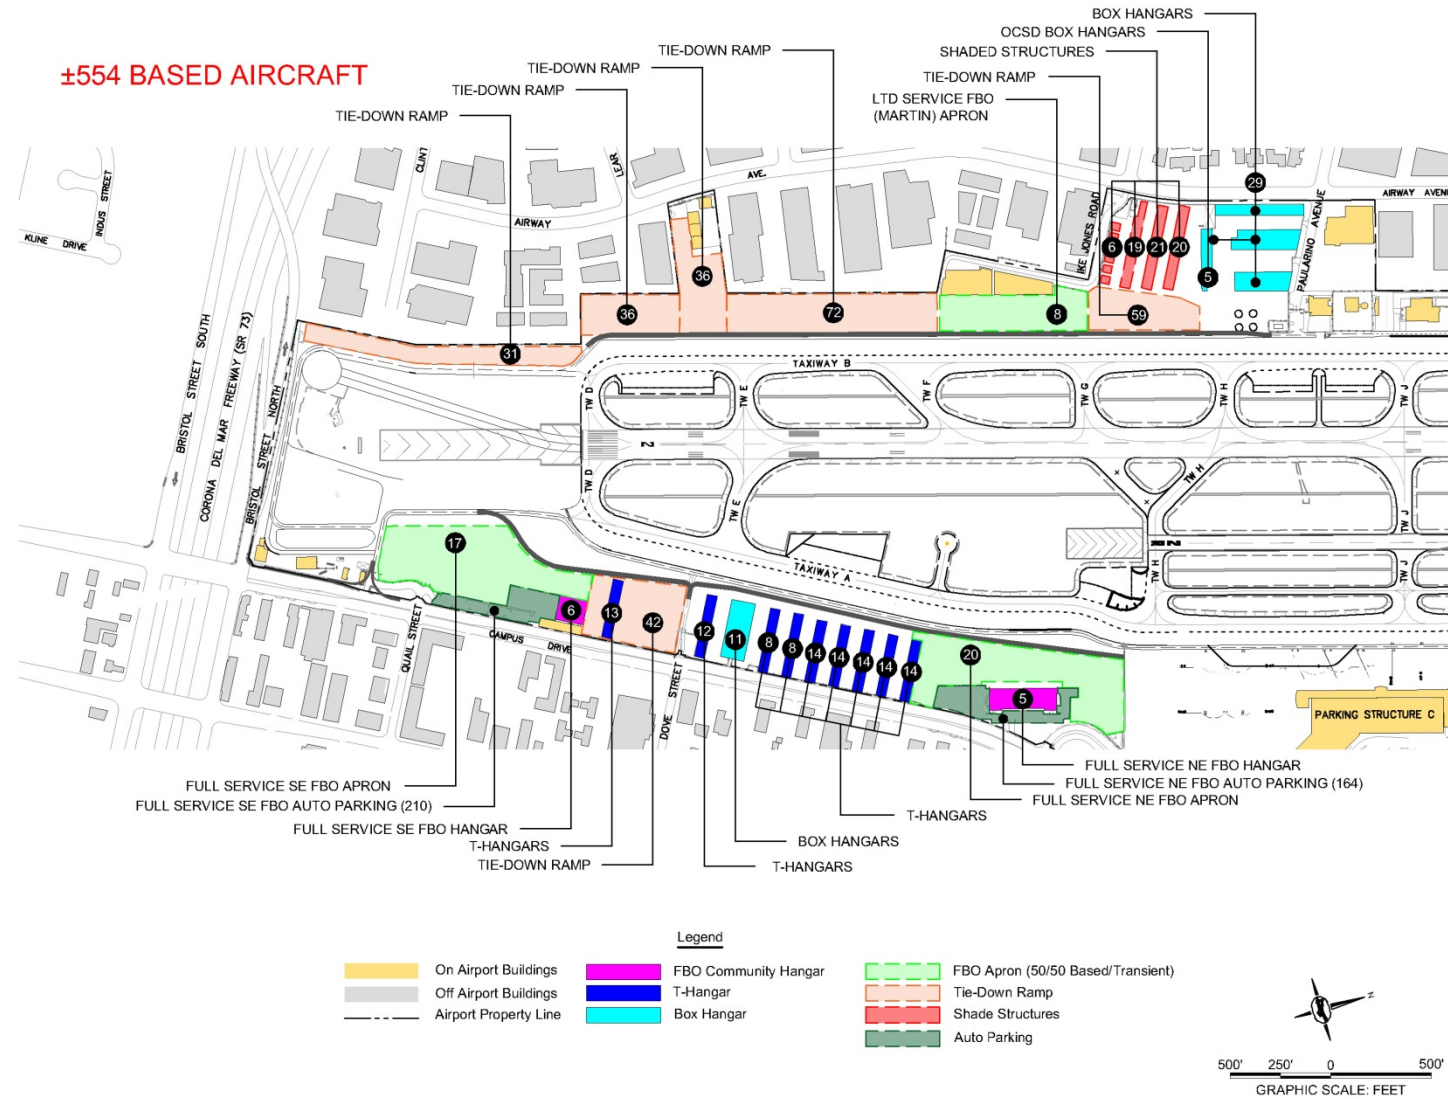 ±554 BASED AIRCRAFT
BOX HANGARS
OCSD BOX HANGARS
SHADED STRUCTURES
TIE-DOWN RAMP
LTD SERVICE FBO
(MARTIN) APRON
TIE-DOWN RAMP
TIE-DOWN RAMP
TIE-DOWN RAMP
TIE-DOWN RAMP
INDUS STREET
KLINE DRIVE
CLINT
LEAR
AVE.
AIRWAY
IKE JONES ROAD
PAULARINO AVENUE
AIRWAY AVENU
29
6
19
21
20
5
36
36
72
8
59
31
BRISTOL STREET SOUTH
CORONA DEL MAR FREEWAY (SR 73)
BRISTOL STREET NORTH
TAXIWAY B
TW D
TW E
TW F
TW G
TW H
TW J
TW D
TW E
TW H
TW J
TAXIWAY A
TW H
TW J
17
6
13
42
12
11
8
8
14
14
14
14
14
20
5
QUAIL STREET
CAMPUS DRIVE
DOVE STREET
PARKING STRUCTURE C
FULL SERVICE SE FBO APRON
FULL SERVICE SE FBO AUTO PARKING (210)
FULL SERVICE SE FBO HANGAR
T-HANGARS
TIE-DOWN RAMP
BOX HANGARS
T-HANGARS
T-HANGARS
FULL SERVICE NE FBO HANGAR
FULL SERVICE NE FBO AUTO PARKING (164)
FULL SERVICE NE FBO APRON
Legend
On Airport Buildings
Off Airport Buildings
Airport Property Line
FBO Community Hangar
T-Hangar
Box Hangar
FBO Apron (50/50 Based/Transient)
Tie-Down Ramp
Shade Structures
Auto Parking
N
500' 250' 0 500'
GRAPHIC SCALE: FEET